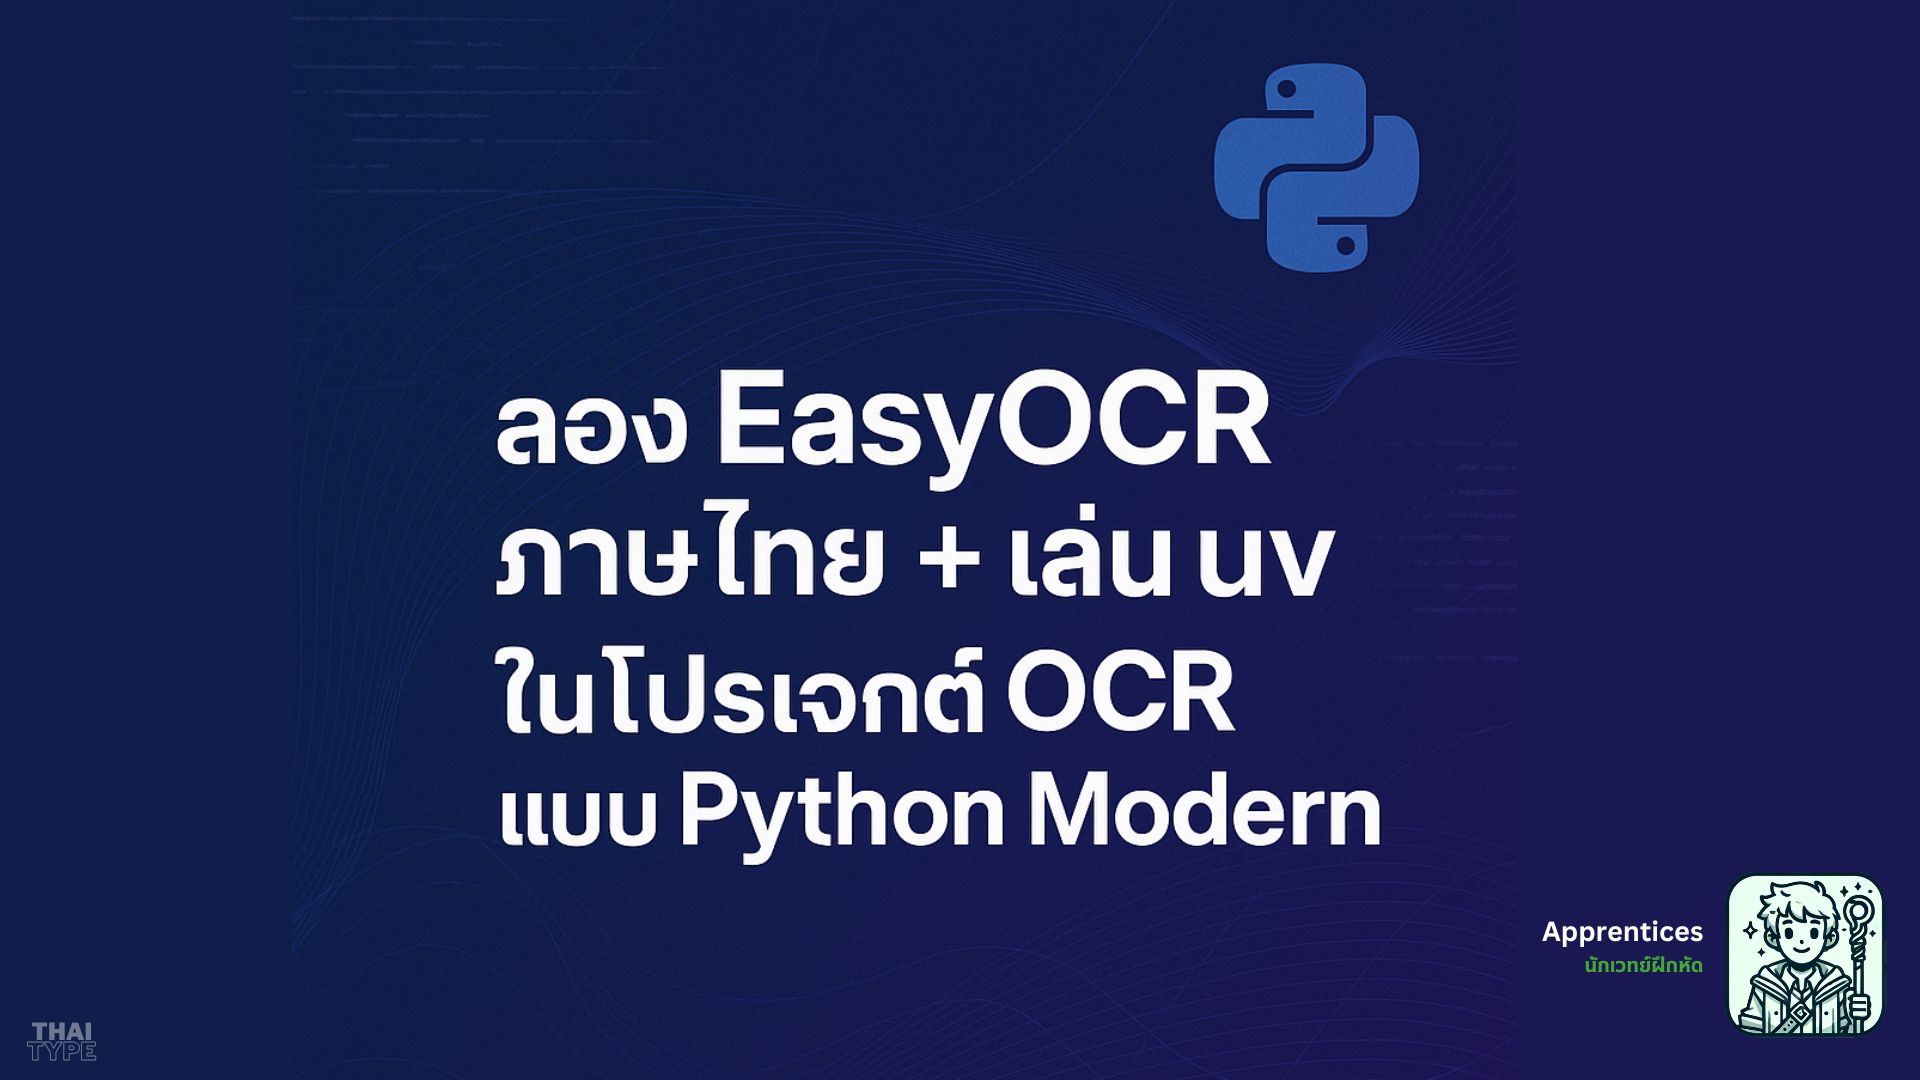 ลอง EasyOCR
ภาษไทย + เล่น uv
ในโปรเจกต์ OCR
แบบ Python Modern
Apprentices
นักเวทย์ฝึกหัด
THAI
TYPE